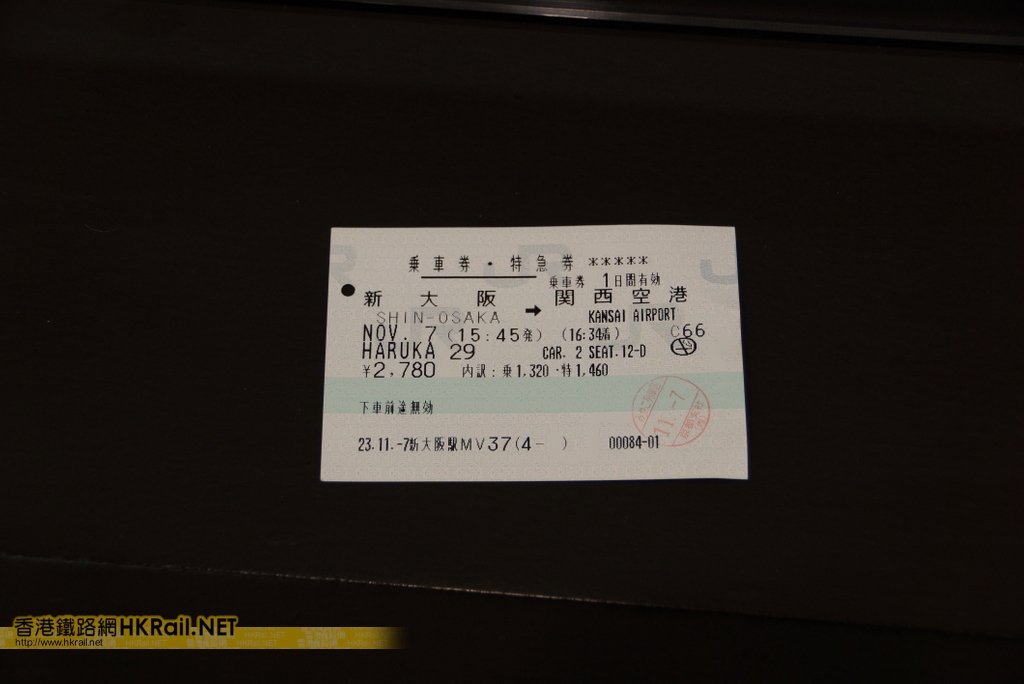 乗車券・特急券 *****
乗車券 1日間有効
新大阪 ➡ 関西空港
SHIN-OSAKA KANSAI AIRPORT
NOV. 7 (15:45発) (16:34着) C66
HARUKA 29 CAR. 2 SEAT.12-D
¥2,780 内訳:乗1,320・特1,460
下車前途無効
11.-7
23.11.-7新大阪駅MV37(4- ) 00084-01
香港鐵路網HKRail.NET
http://www.hkrail.net